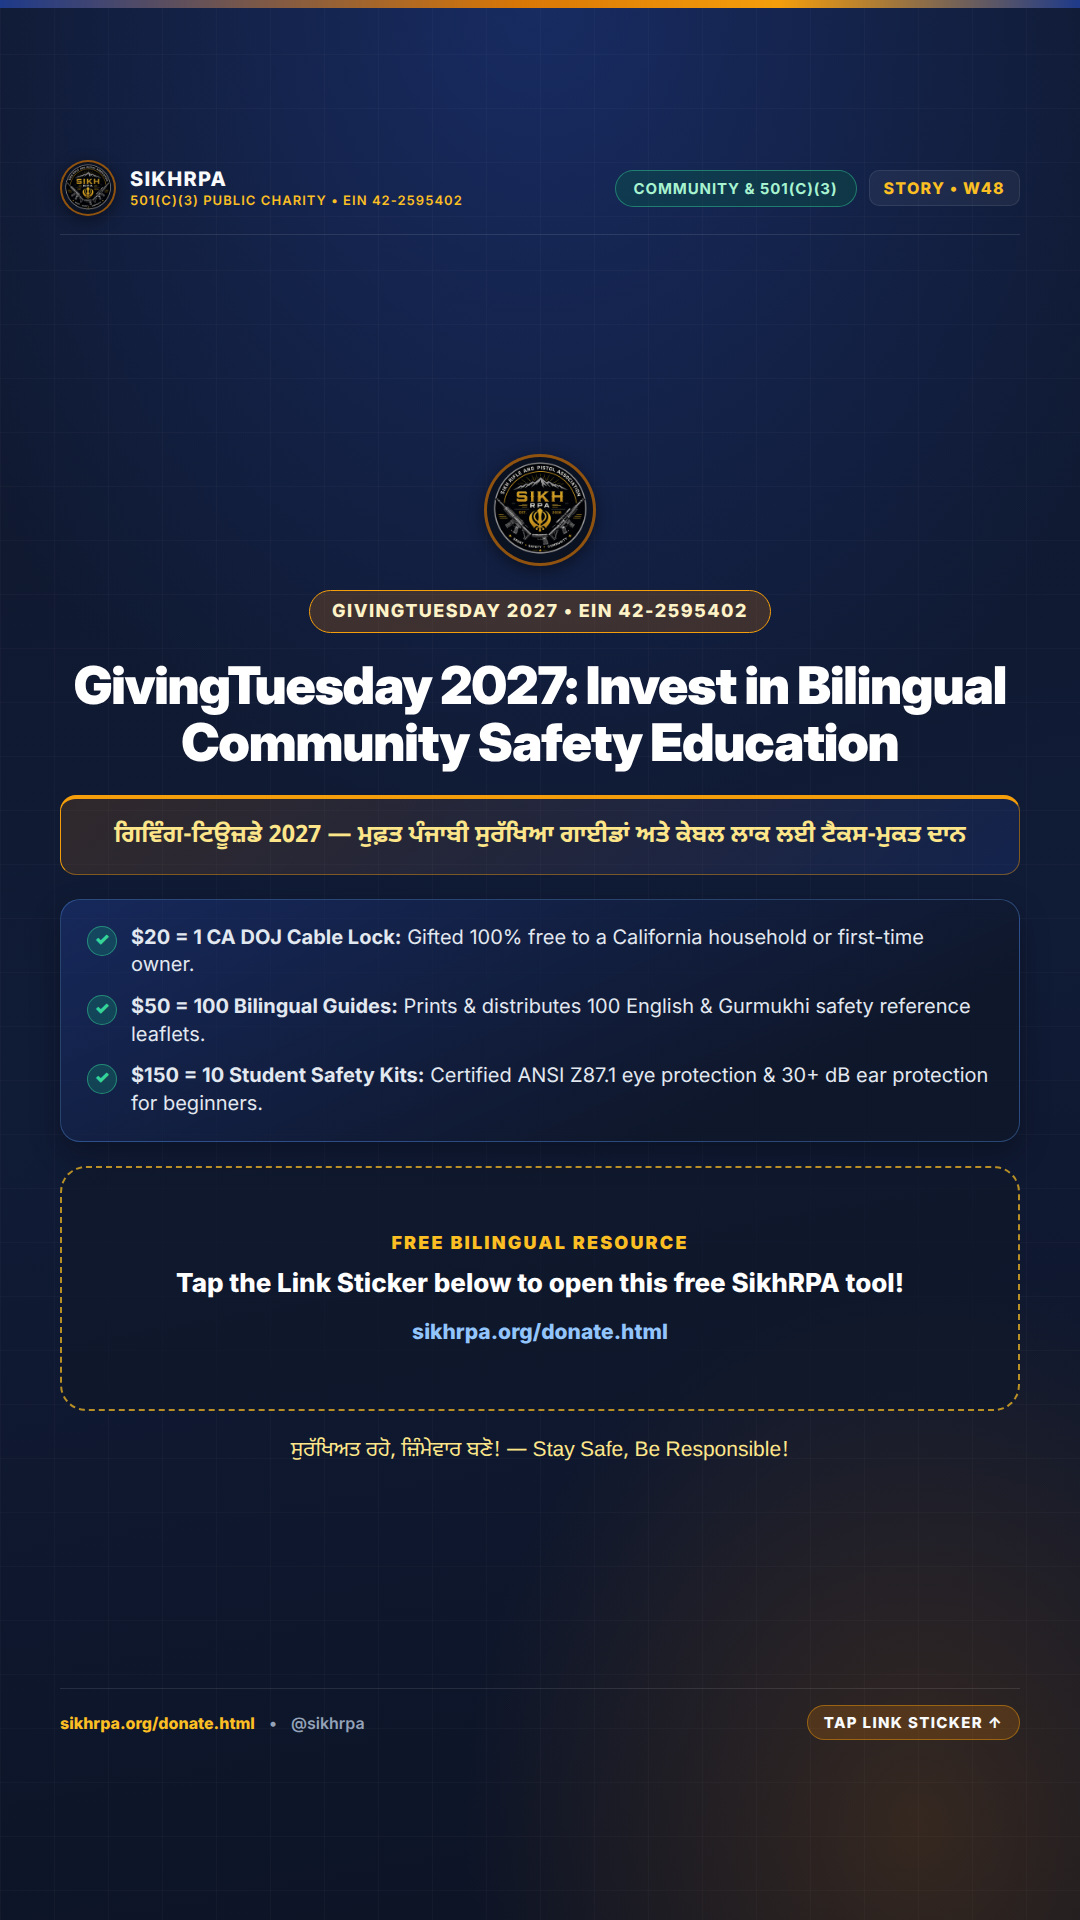 SIKHRPA
501(C)(3) PUBLIC CHARITY • EIN 42-2595402
COMMUNITY & 501(C)(3)
STORY • W48
SIKH RIFLE AND PISTOL ASSOCIATION
SIKH
RPA
GIVINGTUESDAY 2027 • EIN 42-2595402
GivingTuesday 2027: Invest in Bilingual
Community Safety Education
ਗਿਵਿੰਗ-ਟਿਊਜ਼ਡੇ 2027 — ਮੁਫ਼ਤ ਪੰਜਾਬੀ ਸੁਰੱਖਿਆ ਗਾਈਡਾਂ ਅਤੇ ਕੇਬਲ ਲਾਕ ਲਈ ਟੈਕਸ-ਮੁਕਤ ਦਾਨ
$20 = 1 CA DOJ Cable Lock: Gifted 100% free to a California household or first-time
owner.
$50 = 100 Bilingual Guides: Prints & distributes 100 English & Gurmukhi safety reference
leaflets.
$150 = 10 Student Safety Kits: Certified ANSI Z87.1 eye protection & 30+ dB ear protection
for beginners.
FREE BILINGUAL RESOURCE
Tap the Link Sticker below to open this free SikhRPA tool!
sikhrpa.org/donate.html
ਸੁਰੱਖਿਅਤ ਰਹੋ, ਜ਼ਿੰਮੇਵਾਰ ਬਣੋ! — Stay Safe, Be Responsible!
sikhrpa.org/donate.html • @sikhrpa
TAP LINK STICKER ↑